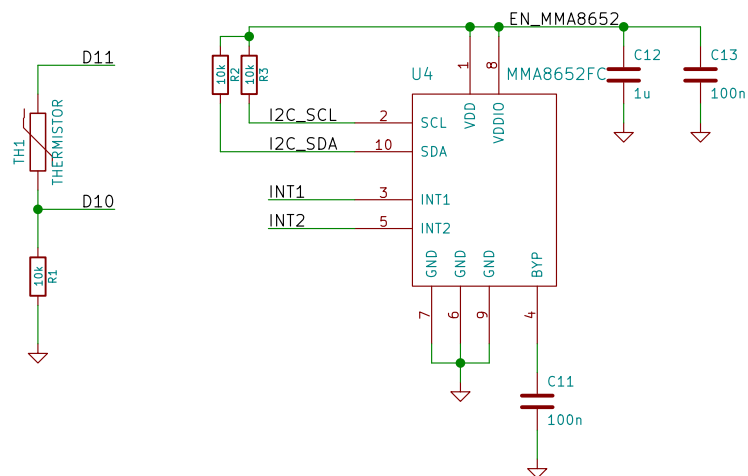 EN_MMA8652
D11
10k
R2
10k
R3
U4
MMA8652FC
1
8
C12
1u
C13
100n
VDD
VDDIO
TH1
THERMISTOR
I2C_SCL
2
SCL
I2C_SDA
10
SDA
D10
INT1
3
INT1
INT2
5
INT2
10k
R1
GND
GND
GND
BYP
7
6
9
4
C11
100n